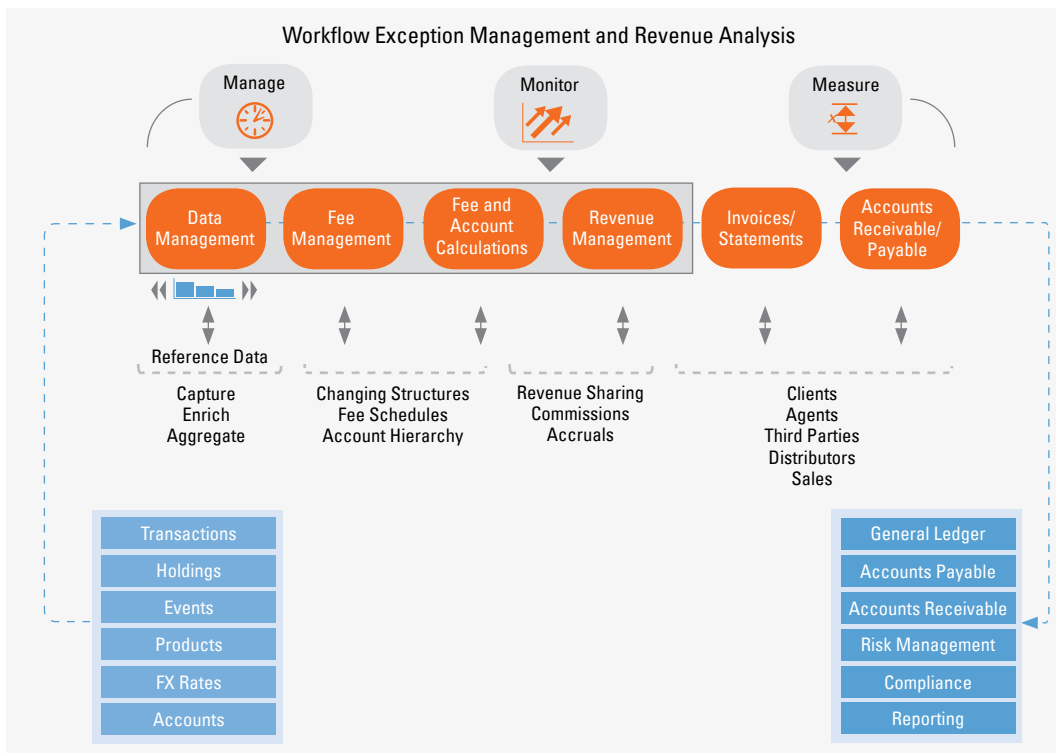 Workflow Exception Management and Revenue Analysis
Manage
Monitor
Measure
x
Data
Management
Fee
Management
Fee and
Account
Calculations
Revenue
Management
Invoices/
Statements
Accounts
Receivable/
Payable
Reference Data
Capture
Enrich
Aggregate
Changing Structures
Fee Schedules
Account Hierarchy
Revenue Sharing
Commissions
Accruals
Clients
Agents
Third Parties
Distributors
Sales
Transactions
Holdings
Events
Products
FX Rates
Accounts
General Ledger
Accounts Payable
Accounts Receivable
Risk Management
Compliance
Reporting